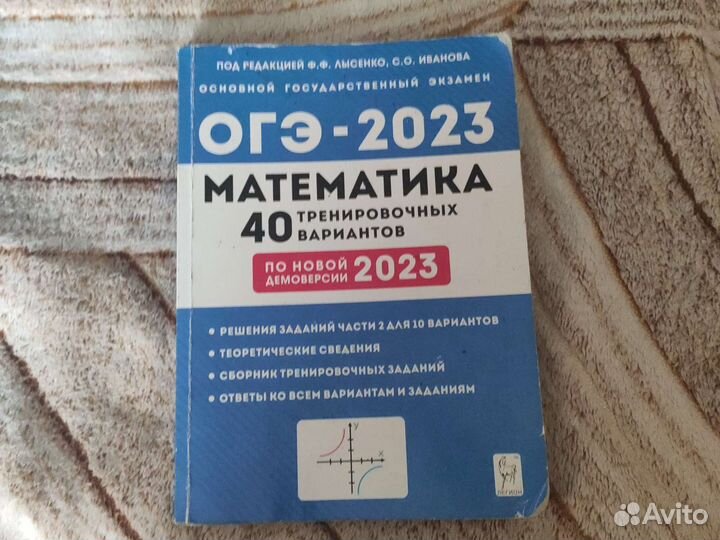 ПОД РЕДАКЦИЕЙ Ф.Ф. ЛЫСЕНКО, С.О. ИВАНОВА
ОСНОВНОЙ ГОСУДАРСТВЕННЫЙ ЭКЗАМЕН
ОГЭ - 2023
МАТЕМАТИКА
40 ТРЕНИРОВОЧНЫХ
ВАРИАНТОВ
ПО НОВОЙ
ДЕМОВЕРСИИ 2023
• РЕШЕНИЯ ЗАДАНИЙ ЧАСТИ 2 ДЛЯ 10 ВАРИАНТОВ
• ТЕОРЕТИЧЕСКИЕ СВЕДЕНИЯ
• СБОРНИК ТРЕНИРОВОЧНЫХ ЗАДАНИЙ
• ОТВЕТЫ КО ВСЕМ ВАРИАНТАМ И ЗАДАНИЯМ
y
x
ЛЕГИОН
Avito